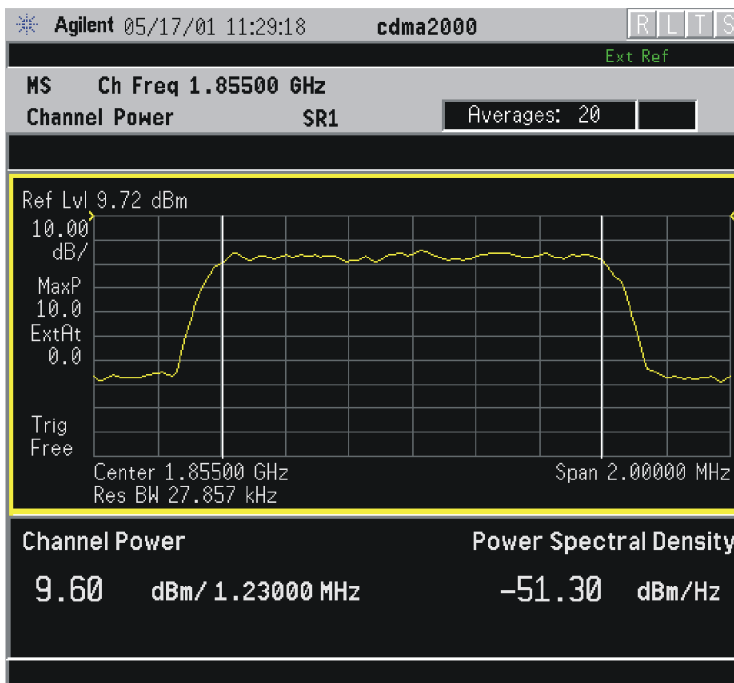 Agilent 05/17/01 11:29:18 cdma2000 R L T S
Ext Ref
MS Ch Freq 1.85500 GHz
Channel Power SR1 Averages: 20
Ref Lvl 9.72 dBm
10.00
dB/
MaxP
10.0
ExtAt
0.0
Trig
Free
Center 1.85500 GHz Span 2.00000 MHz
Res BW 27.857 kHz
Channel Power Power Spectral Density
9.60 dBm/ 1.23000 MHz -51.30 dBm/Hz